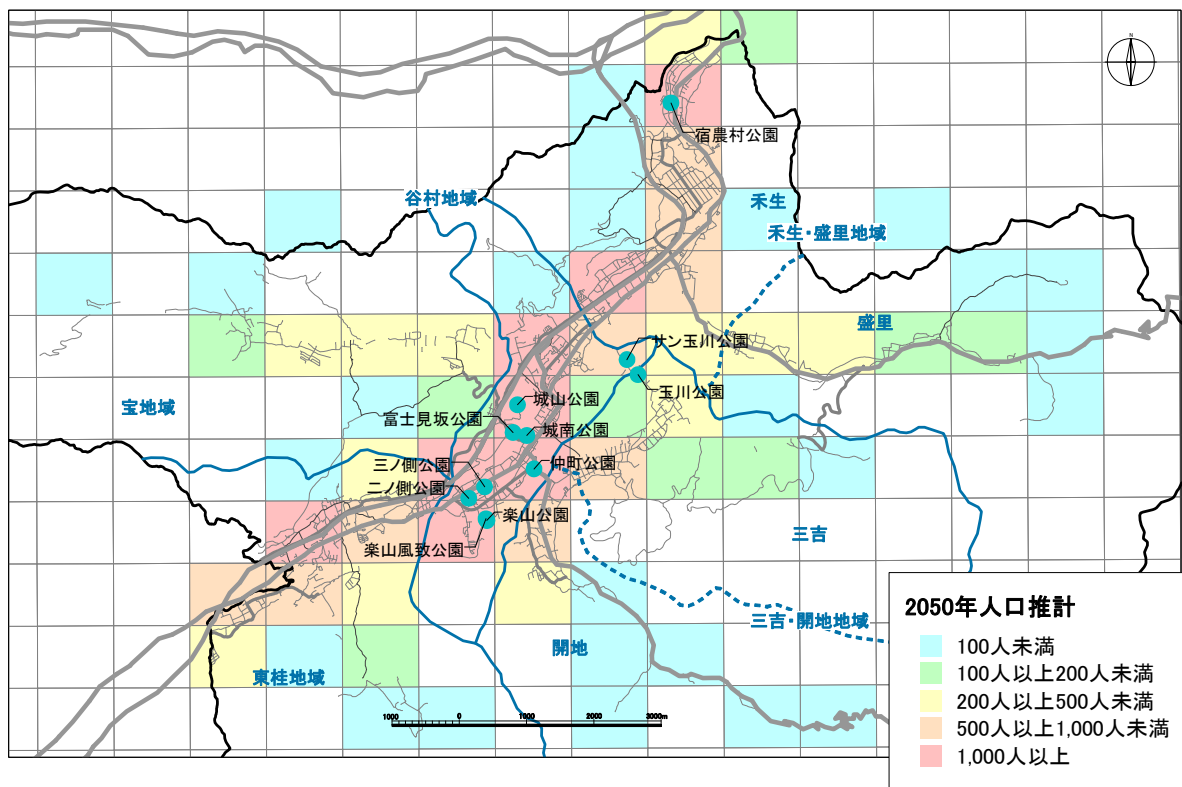 N
宿農村公園
谷村地域
禾生
禾生・盛里地域
盛里
サン玉川公園
玉川公園
宝地域
城山公園
富士見坂公園
城南公園
三ノ側公園
仲町公園
二ノ側公園
楽山公園
三吉
楽山風致公園
三吉・開地地域
開地
東桂地域
1000 0 1000 2000 3000m
2050年人口推計
100人未満
100人以上200人未満
200人以上500人未満
500人以上1,000人未満
1,000人以上